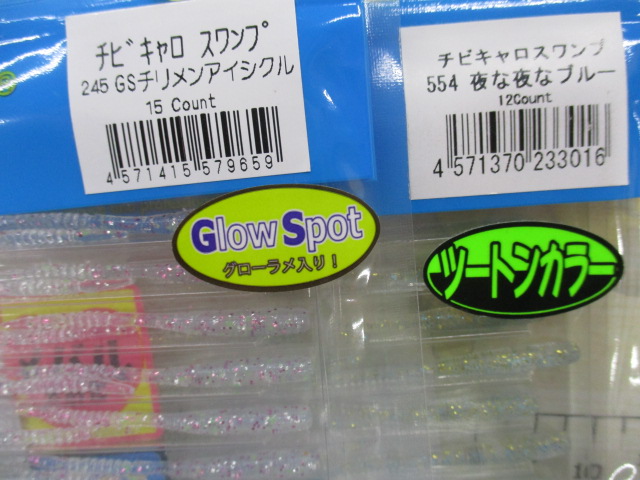 チビキャロ スワンプ
245 GSチリメンアイシクル
15 Count
4 571415 579659
Glow Spot
グローラメ入り!
チビキャロスワンプ
554 夜な夜なブルー
12Count
4 571370 233016
ツートンカラー